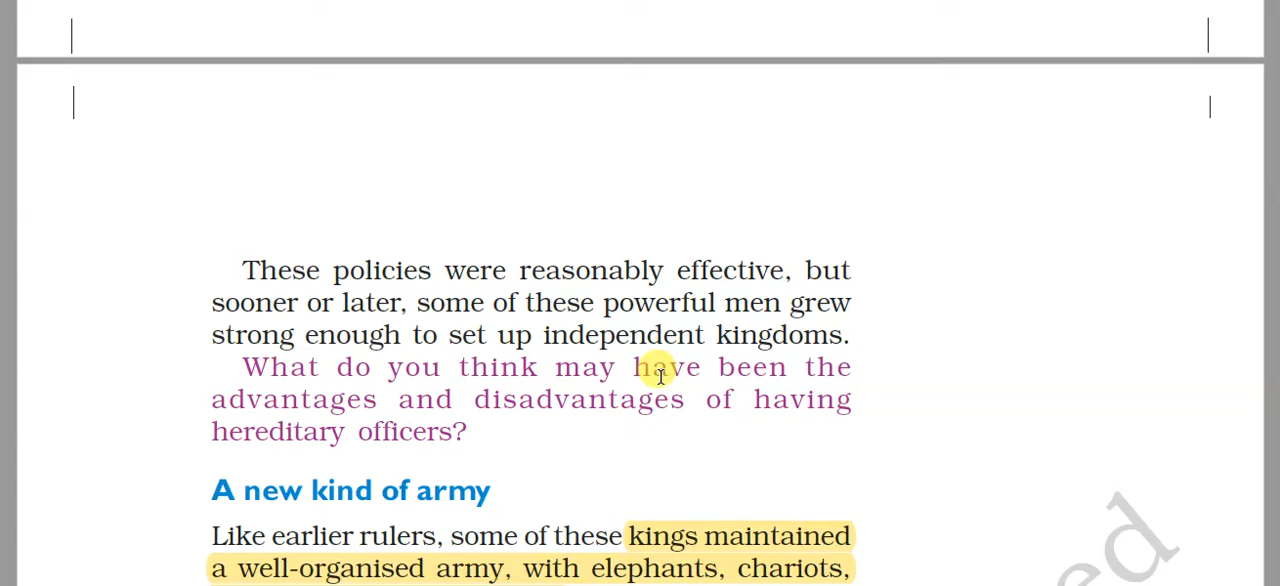 These policies were reasonably effective, but
sooner or later, some of these powerful men grew
strong enough to set up independent kingdoms.
What do you think may have been the
advantages and disadvantages of having
hereditary officers?
A new kind of army
Like earlier rulers, some of these kings maintained
a well-organised army, with elephants, chariots,
ed